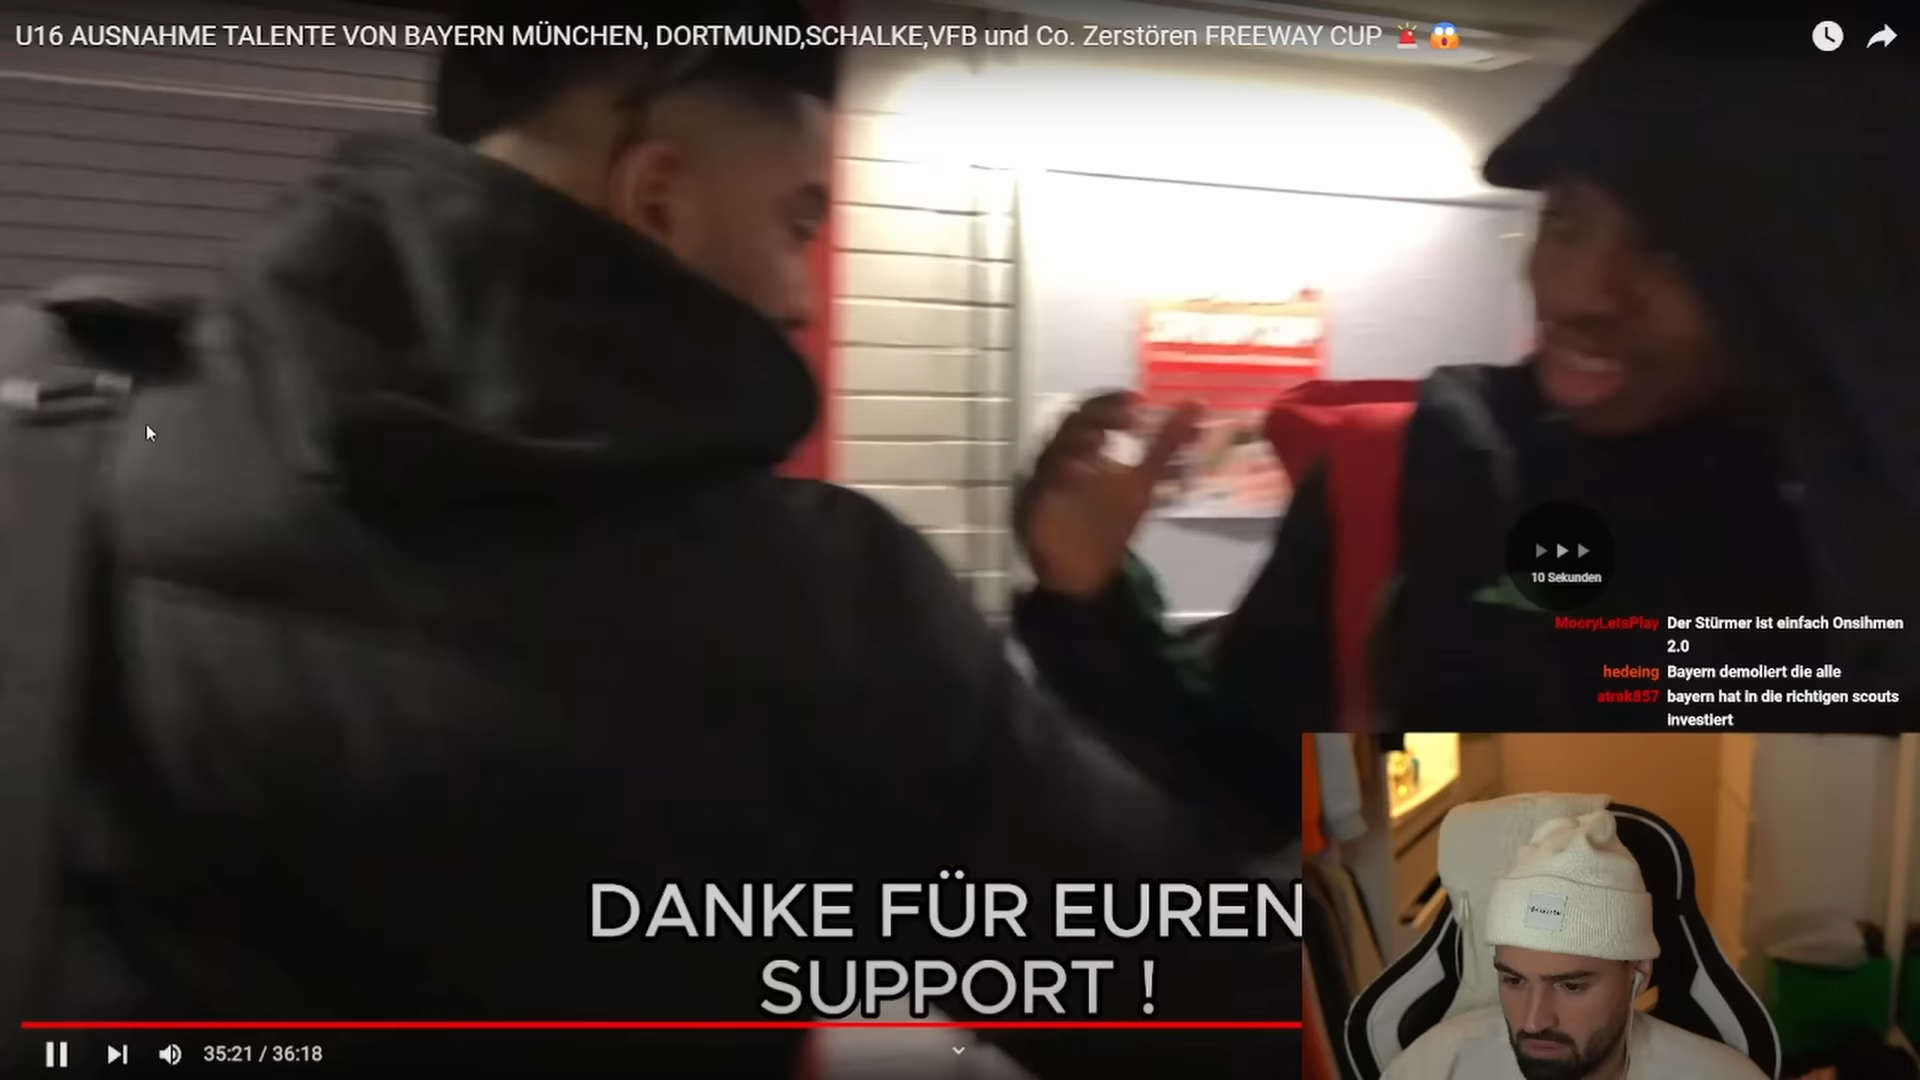 U16 AUSNAHME TALENTE VON BAYERN MÜNCHEN, DORTMUND,SCHALKE,VFB und Co. Zerstören FREEWAY CUP 🚨 😱
10 Sekunden
MocryLetsPlay Der Stürmer ist einfach Onsihmen
2.0
hedeing Bayern demoliert die alle
atrak857 bayern hat in die richtigen scouts
investiert
DANKE FÜR EUREN
SUPPORT !
35:21 / 36:18